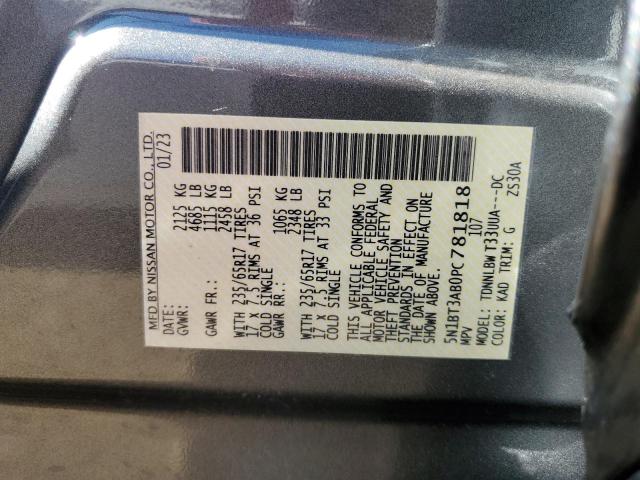 MFD BY NISSAN MOTOR CO., LTD.
DATE: 01/23
GVWR: 2125 KG
4685 LB
GAWR FR.: 1115 KG
2458 LB
WITH 235/65R17 TIRES
17 X 7.5 RIMS AT 36 PSI
COLD SINGLE
GAWR RR.: 1065 KG
2348 LB
WITH 235/65R17 TIRES
17 X 7.5 RIMS AT 33 PSI
COLD SINGLE
THIS VEHICLE CONFORMS TO
ALL APPLICABLE FEDERAL
MOTOR VEHICLE SAFETY AND
THEFT PREVENTION
STANDARDS IN EFFECT ON
THE DATE OF MANUFACTURE
SHOWN ABOVE.
5N1BT3AB0PC781818
MPV 107
MODEL: TDNNLBW T33UUA---DC
COLOR: KAD TRIM: G ZS30A